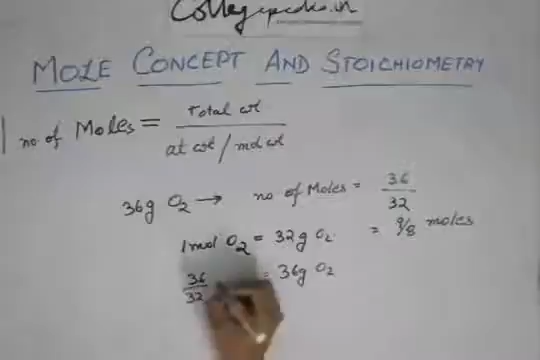 Collegepedia.in
MOLE CONCEPT AND STOICHIOMETRY
no of Moles = total wt / at wt / mol wt
36g O2 → no of Moles = 36/32
1 mol O2 = 32g O2 = 9/8 moles
36/32 = 36g O2